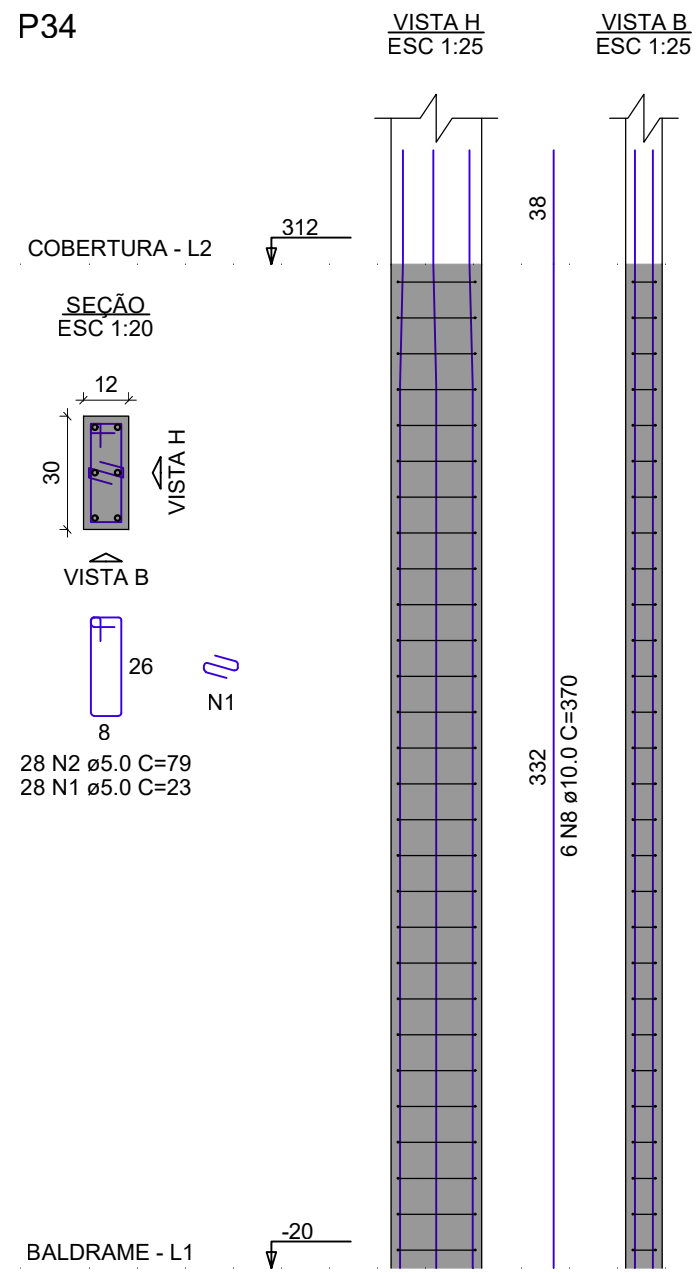 P34
VISTA H
ESC 1:25
VISTA B
ESC 1:25
38
312
COBERTURA - L2
SEÇÃO
ESC 1:20
12
30
VISTA H
VISTA B
26
N1
8
28 N2 ø5.0 C=79
28 N1 ø5.0 C=23
332
6 N8 ø10.0 C=370
-20
BALDRAME - L1